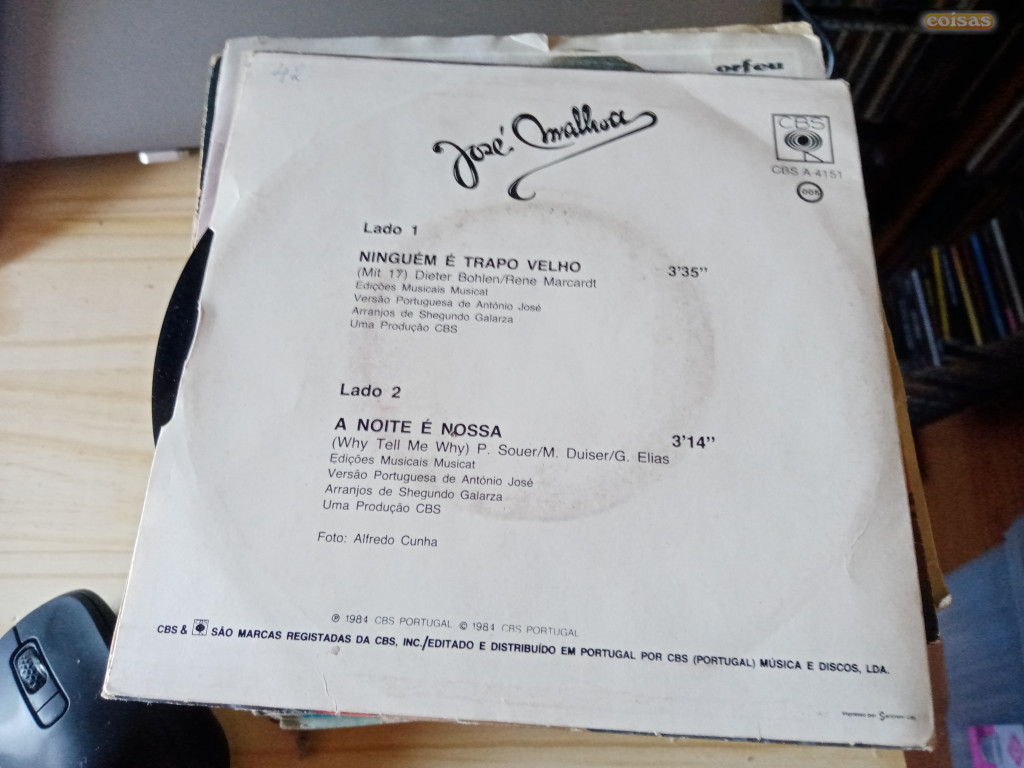 coisas
orfeu
42
José Malhoa
CBS
CBS A 4151
Lado 1
NINGUÉM É TRAPO VELHO 3'35"
(Mit 17) Dieter Bohlen/Rene Marcardt
Edições Musicais Musicat
Versão Portuguesa de António José
Arranjos de Shegundo Galarza
Uma Produção CBS
Lado 2
A NOITE É NOSSA 3'14"
(Why Tell Me Why) P. Souer/M. Duiser/G. Elias
Edições Musicais Musicat
Versão Portuguesa de António José
Arranjos de Shegundo Galarza
Uma Produção CBS
Foto: Alfredo Cunha
℗ 1984 CBS PORTUGAL © 1984 CBS PORTUGAL
CBS & SÃO MARCAS REGISTADAS DA CBS, INC./EDITADO E DISTRIBUÍDO EM PORTUGAL POR CBS (PORTUGAL) MÚSICA E DISCOS, LDA.